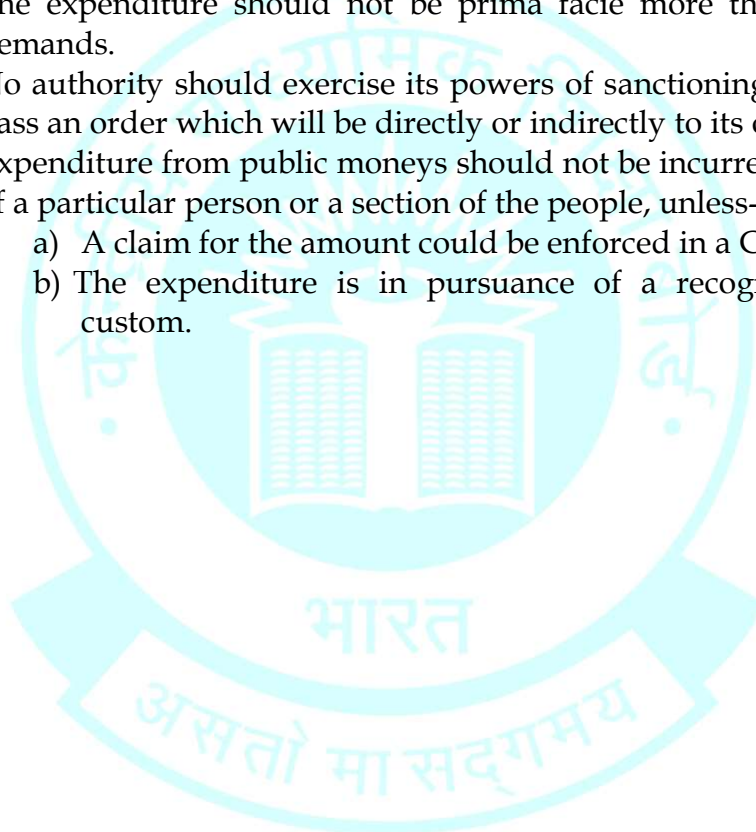 he expenditure should not be prima facie more th
emands.
o authority should exercise its powers of sanctioning
ass an order which will be directly or indirectly to its
xpenditure from public moneys should not be incurre
f a particular person or a section of the people, unless-
a) A claim for the amount could be enforced in a C
b) The expenditure is in pursuance of a recog
custom.
केन्द्रीय माध्यमिक शिक्षा बोर्ड
भारत
असतो मा सद्गमय